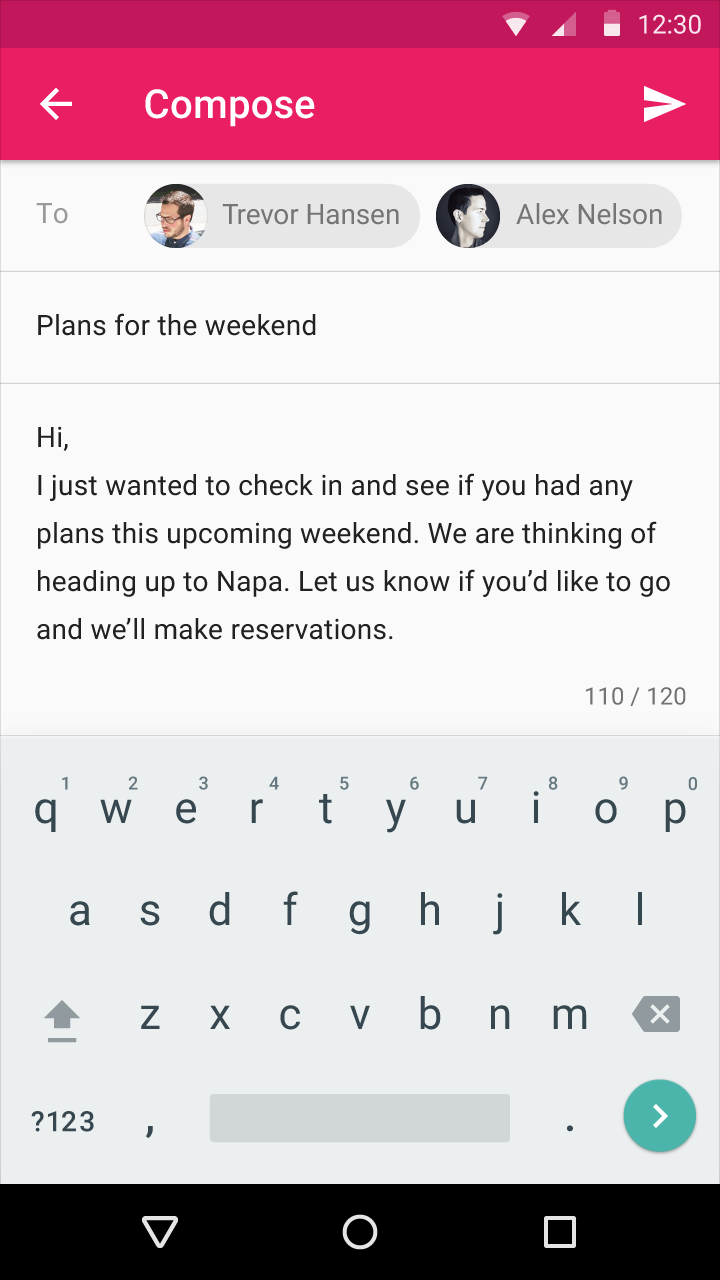 12:30
Compose
To Trevor Hansen Alex Nelson
Plans for the weekend
Hi,
I just wanted to check in and see if you had any
plans this upcoming weekend. We are thinking of
heading up to Napa. Let us know if you’d like to go
and we’ll make reservations.
110 / 120
1 2 3 4 5 6 7 8 9 0
q w e r t y u i o p
a s d f g h j k l
z x c v b n m
?123 , .